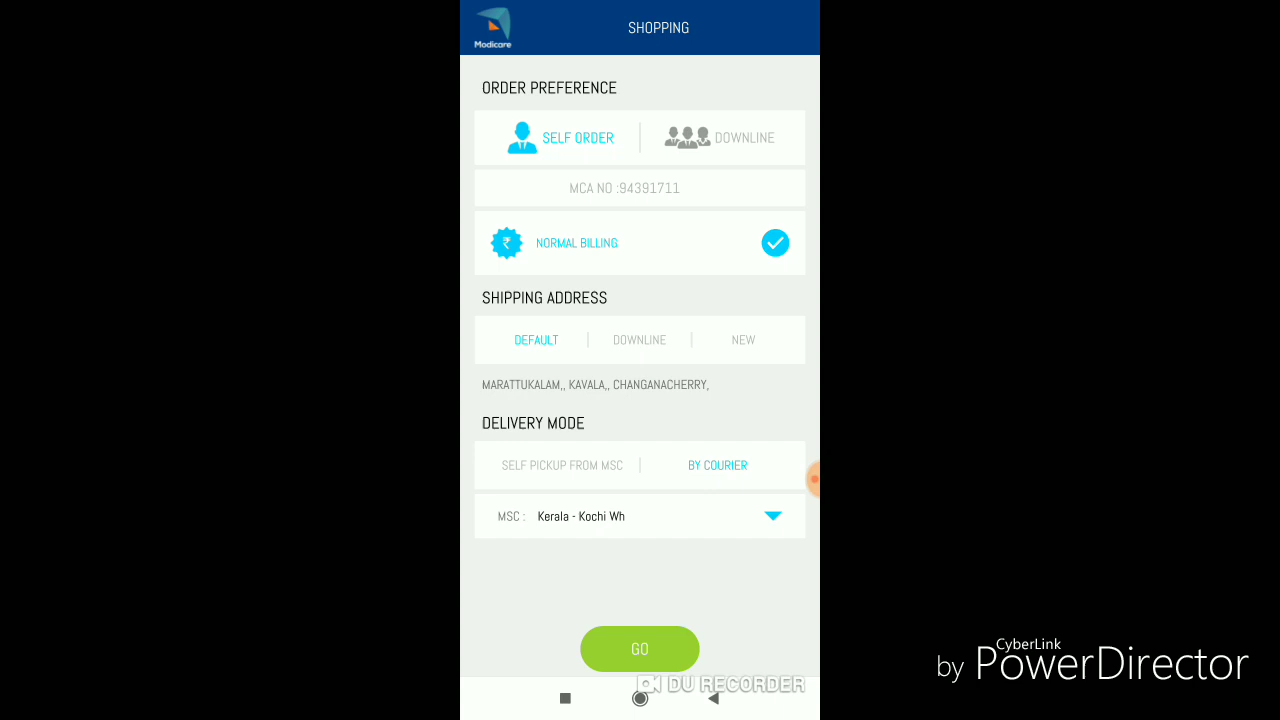 Modicare
SHOPPING
ORDER PREFERENCE
SELF ORDER
DOWNLINE
MCA NO :94391711
₹
NORMAL BILLING
SHIPPING ADDRESS
DEFAULT
DOWNLINE
NEW
MARATTUKALAM,, KAVALA,, CHANGANACHERRY,
DELIVERY MODE
SELF PICKUP FROM MSC
BY COURIER
MSC : Kerala - Kochi Wh
GO
DU RECORDER
CyberLink
by PowerDirector